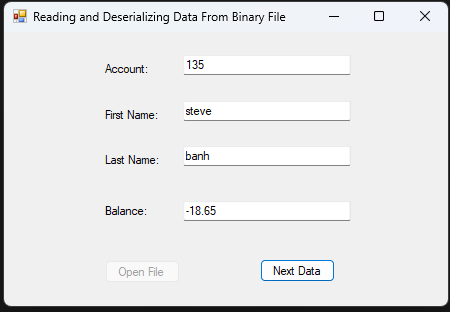 Reading and Deserializing Data From Binary File
Account: 135
First Name: steve
Last Name: banh
Balance: -18.65
Open File Next Data